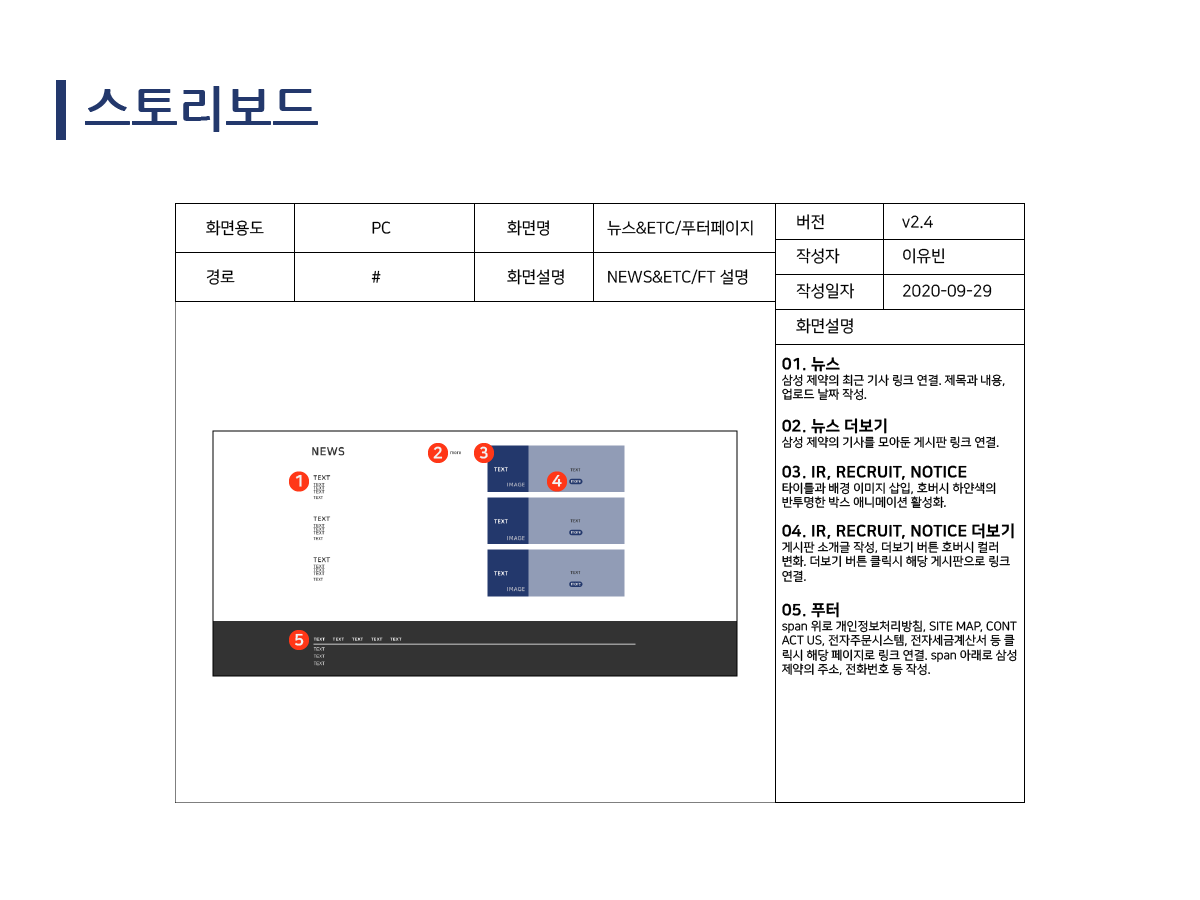 스토리보드
화면용도 PC 화면명 뉴스&ETC/푸터페이지
경로 # 화면설명 NEWS&ETC/FT 설명
버전 v2.4
작성자 이유빈
작성일자 2020-09-29
화면설명
NEWS
2 more
1 TEXT
TEXT
TEXT
TEXT
TEXT
TEXT
TEXT
TEXT
TEXT
TEXT
TEXT
TEXT
TEXT
TEXT
TEXT
3
TEXT
IMAGE
TEXT
4 more
TEXT
IMAGE
TEXT
more
TEXT
IMAGE
TEXT
more
5 TEXT TEXT TEXT TEXT TEXT
TEXT
TEXT
TEXT
01. 뉴스
삼성 제약의 최근 기사 링크 연결. 제목과 내용,
업로드 날짜 작성.
02. 뉴스 더보기
삼성 제약의 기사를 모아둔 게시판 링크 연결.
03. IR, RECRUIT, NOTICE
타이틀과 배경 이미지 삽입, 호버시 하얀색의
반투명한 박스 애니메이션 활성화.
04. IR, RECRUIT, NOTICE 더보기
게시판 소개글 작성, 더보기 버튼 호버시 컬러
변화. 더보기 버튼 클릭시 해당 게시판으로 링크
연결.
05. 푸터
span 위로 개인정보처리방침, SITE MAP, CONT
ACT US, 전자주문시스템, 전자세금계산서 등 클
릭시 해당 페이지로 링크 연결. span 아래로 삼성
제약의 주소, 전화번호 등 작성.